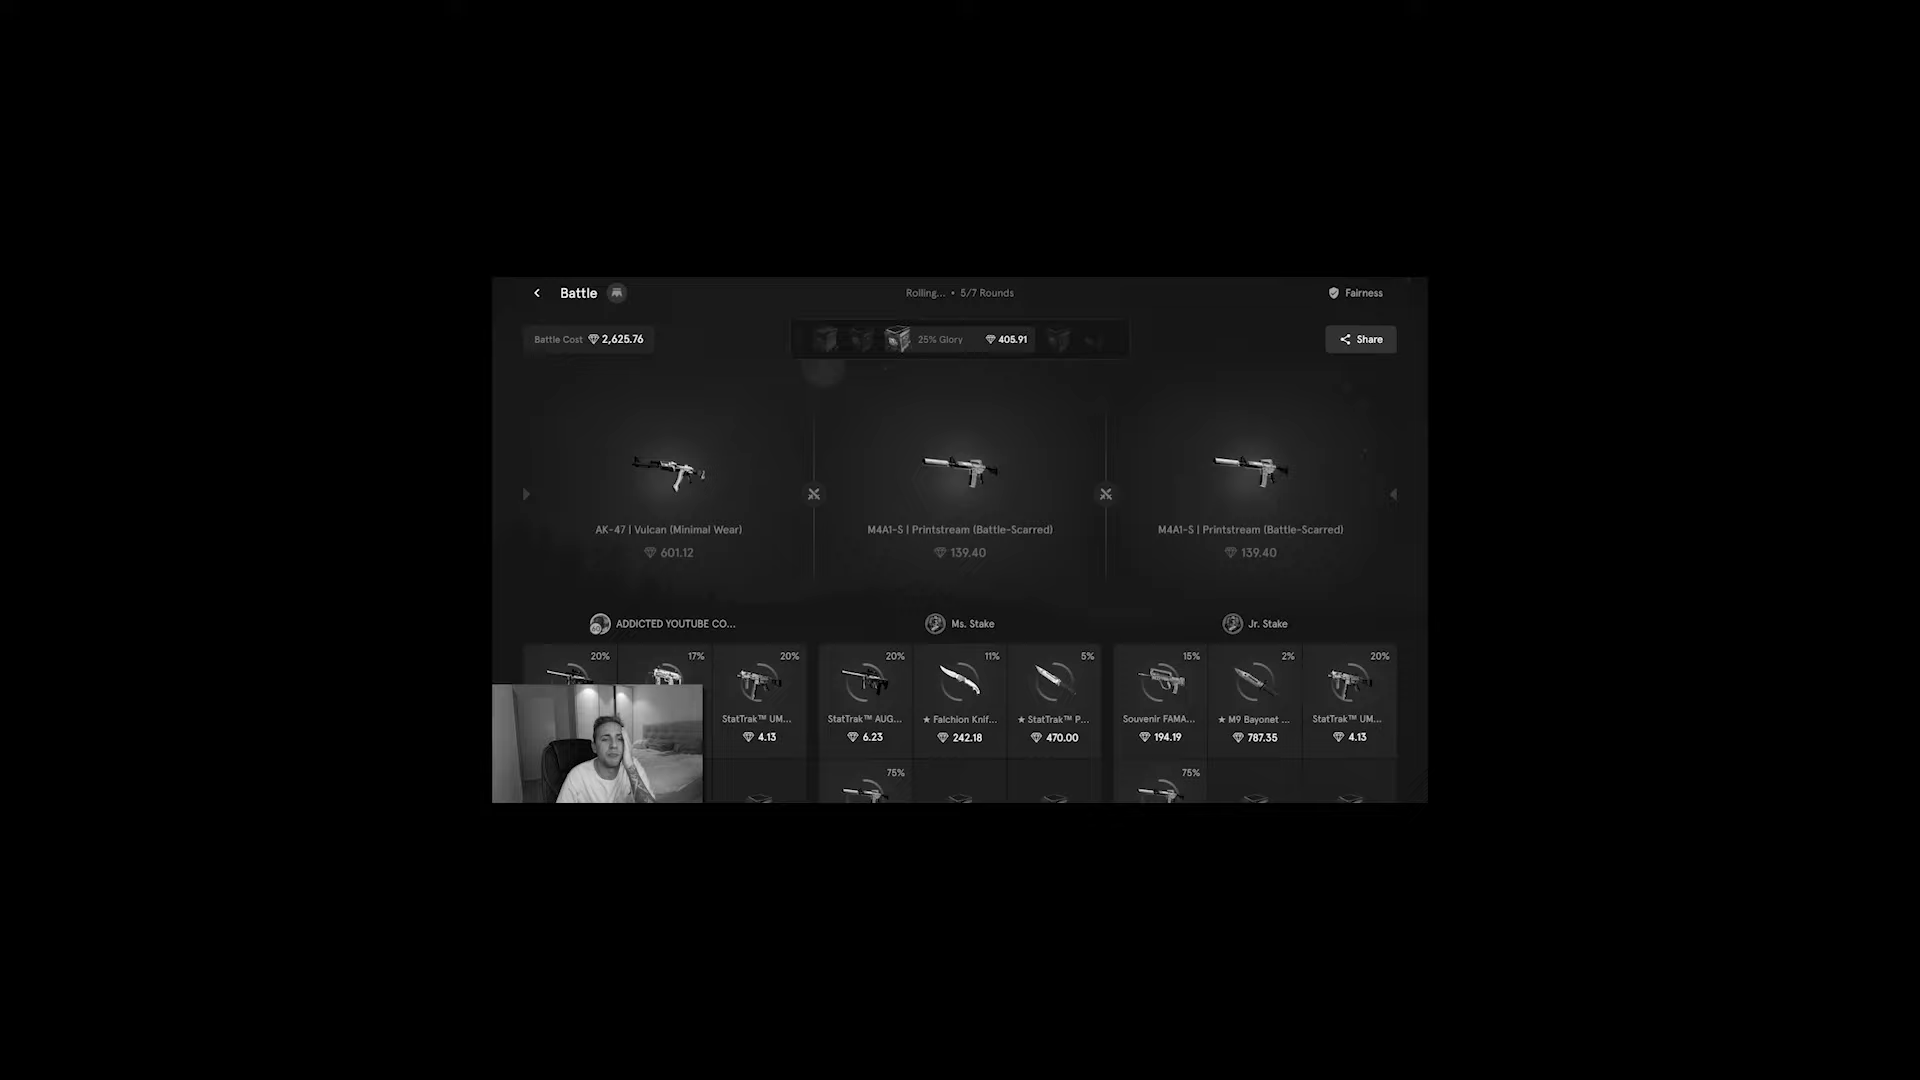 Battle
Rolling... • 5/7 Rounds
Fairness
Battle Cost 2,625.76
25% Glory 405.91
Share
AK-47 | Vulcan (Minimal Wear)
601.12
M4A1-S | Printstream (Battle-Scarred)
139.40
M4A1-S | Printstream (Battle-Scarred)
139.40
ADDICTED YOUTUBE CO...
Ms. Stake
Jr. Stake
20% 17% 20%
StatTrak™ UM...
4.13
20% 11% 5%
StatTrak™ AUG... ★ Falchion Knif... ★ StatTrak™ P...
6.23 242.18 470.00
75%
15% 2% 20%
Souvenir FAMA... ★ M9 Bayonet ... StatTrak™ UM...
194.19 787.35 4.13
75%